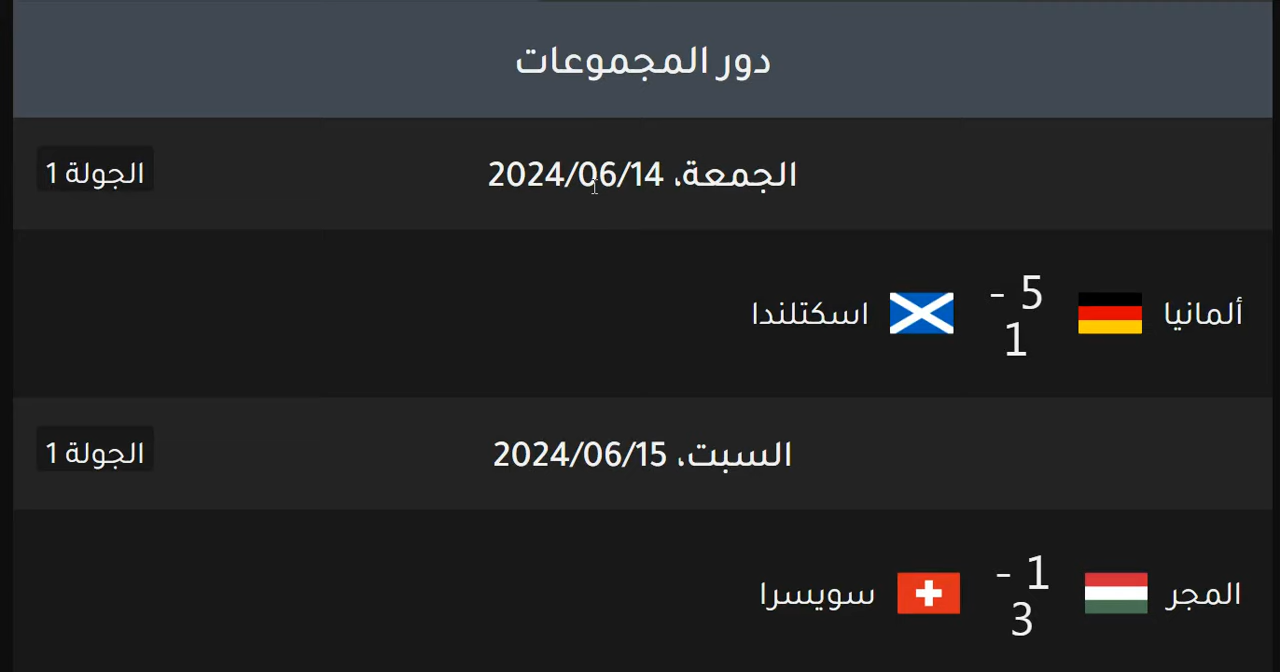 دور المجموعات
الجمعة، 2024/06/14
الجولة 1
ألمانيا 5 - 1 اسكتلندا
السبت، 2024/06/15
الجولة 1
المجر 1 - 3 سويسرا